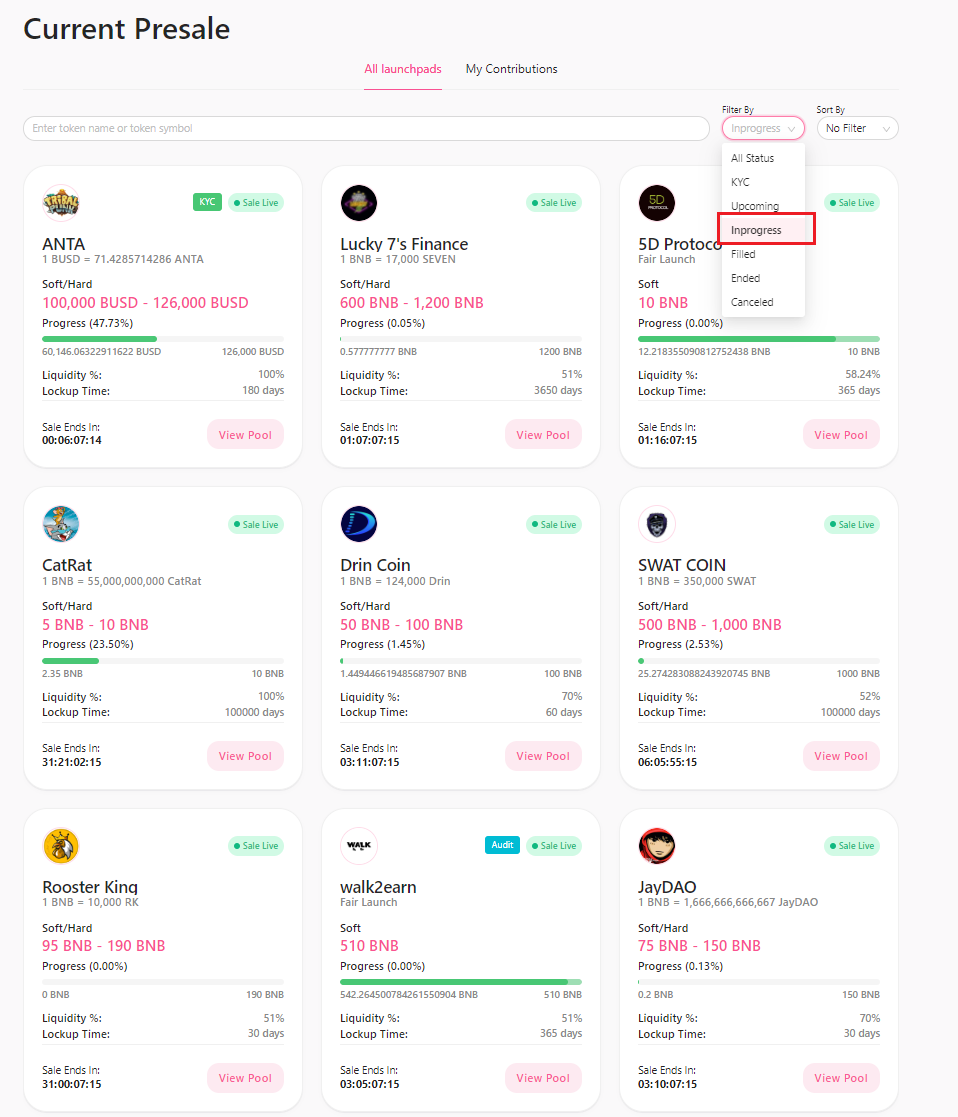 Current Presale
All launchpads
My Contributions
Filter By
Sort By
Enter token name or token symbol
Inprogress
No Filter
All Status
KYC
Upcoming
Inprogress
Filled
Ended
Canceled
KYC
Sale Live
ANTA
1 BUSD = 71.4285714286 ANTA
Soft/Hard
100,000 BUSD - 126,000 BUSD
Progress (47.73%)
60,146.06322911622 BUSD
126,000 BUSD
Liquidity %:
100%
Lockup Time:
180 days
Sale Ends In:
00:06:07:14
View Pool
Sale Live
Lucky 7's Finance
1 BNB = 17,000 SEVEN
Soft/Hard
600 BNB - 1,200 BNB
Progress (0.05%)
0.577777777 BNB
1200 BNB
Liquidity %:
51%
Lockup Time:
3650 days
Sale Ends In:
01:07:07:15
View Pool
5D
PROTOCOL
Sale Live
5D Protoco
Fair Launch
Soft
10 BNB
Progress (0.00%)
12.218355090812752438 BNB
10 BNB
Liquidity %:
58.24%
Lockup Time:
365 days
Sale Ends In:
01:16:07:15
View Pool
Sale Live
CatRat
1 BNB = 55,000,000,000 CatRat
Soft/Hard
5 BNB - 10 BNB
Progress (23.50%)
2.35 BNB
10 BNB
Liquidity %:
100%
Lockup Time:
100000 days
Sale Ends In:
31:21:02:15
View Pool
Sale Live
Drin Coin
1 BNB = 124,000 Drin
Soft/Hard
50 BNB - 100 BNB
Progress (1.45%)
1.449446619485687907 BNB
100 BNB
Liquidity %:
70%
Lockup Time:
60 days
Sale Ends In:
03:11:07:15
View Pool
Sale Live
SWAT COIN
1 BNB = 350,000 SWAT
Soft/Hard
500 BNB - 1,000 BNB
Progress (2.53%)
25.274283088243920745 BNB
1000 BNB
Liquidity %:
52%
Lockup Time:
100000 days
Sale Ends In:
06:05:55:15
View Pool
Sale Live
Rooster King
1 BNB = 10,000 RK
Soft/Hard
95 BNB - 190 BNB
Progress (0.00%)
0 BNB
190 BNB
Liquidity %:
51%
Lockup Time:
30 days
Sale Ends In:
31:00:07:15
View Pool
WALK
Audit
Sale Live
walk2earn
Fair Launch
Soft
510 BNB
Progress (0.00%)
542.264500784261550904 BNB
510 BNB
Liquidity %:
51%
Lockup Time:
365 days
Sale Ends In:
03:05:07:15
View Pool
Sale Live
JayDAO
1 BNB = 1,666,666,666,667 JayDAO
Soft/Hard
75 BNB - 150 BNB
Progress (0.13%)
0.2 BNB
150 BNB
Liquidity %:
70%
Lockup Time:
30 days
Sale Ends In:
03:10:07:15
View Pool